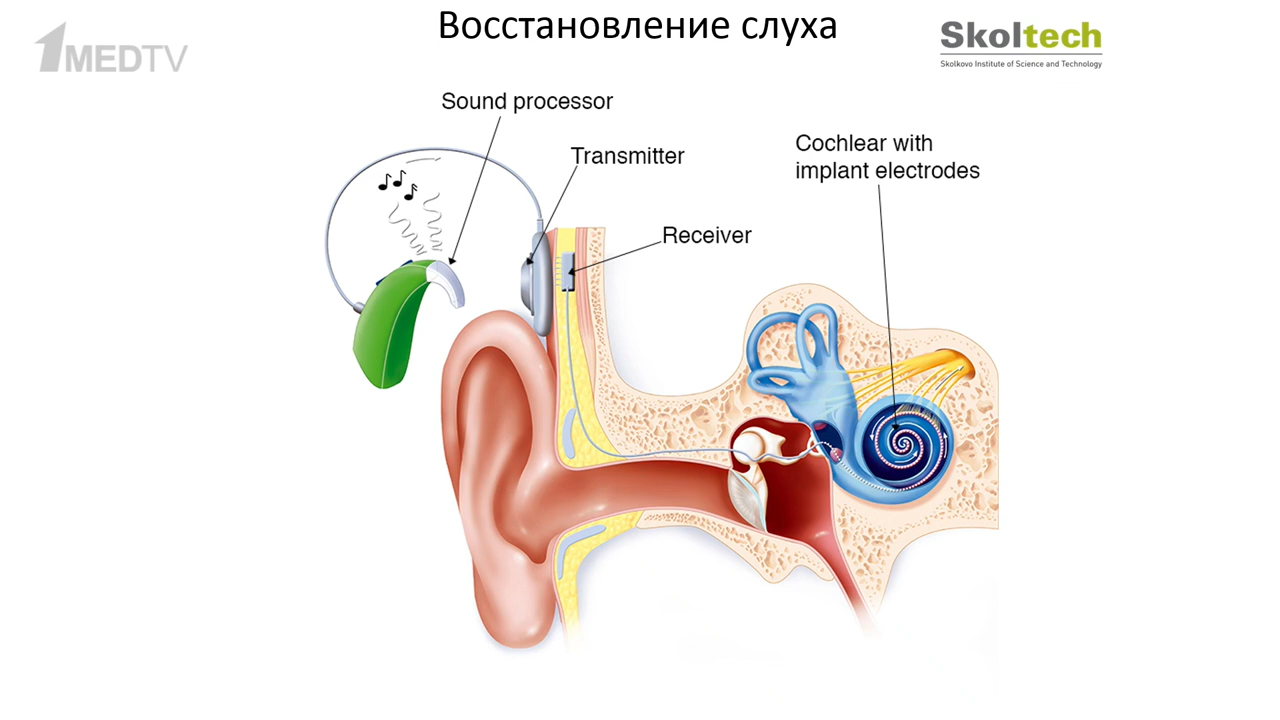 Восстановление слуха
1MEDTV
Skoltech
Skolkovo Institute of Science and Technology
Sound processor
Transmitter
Cochlear with
implant electrodes
Receiver